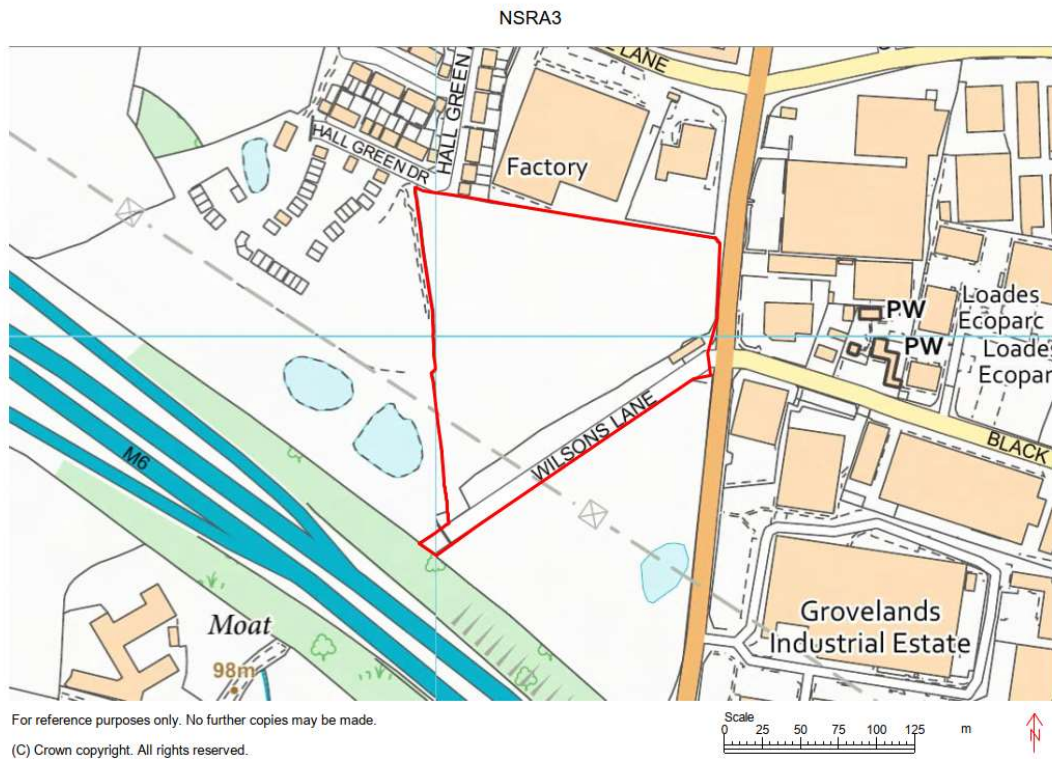 NSRA3
LANE
HALL GREEN
HALL GREEN DR
Factory
PW
PW
Loades
Ecoparc
Loade
Ecopar
WILSONS LANE
BLACK
M6
Moat
98m
Grovelands
Industrial Estate
For reference purposes only. No further copies may be made.
(C) Crown copyright. All rights reserved.
Scale
0 25 50 75 100 125 m
N